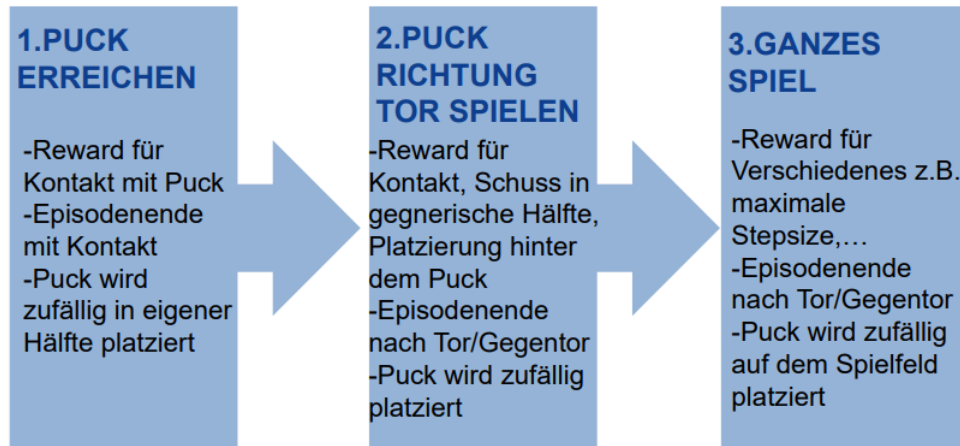 1.PUCK
ERREICHEN
-Reward für
Kontakt mit Puck
-Episodenende
mit Kontakt
-Puck wird
zufällig in eigener
Hälfte platziert
2.PUCK
RICHTUNG
TOR SPIELEN
-Reward für
Kontakt, Schuss in
gegnerische Hälfte,
Platzierung hinter
dem Puck
-Episodenende
nach Tor/Gegentor
-Puck wird zufällig
platziert
3.GANZES
SPIEL
-Reward für
Verschiedenes z.B.
maximale
Stepsize,...
-Episodenende
nach Tor/Gegentor
-Puck wird zufällig
auf dem Spielfeld
platziert